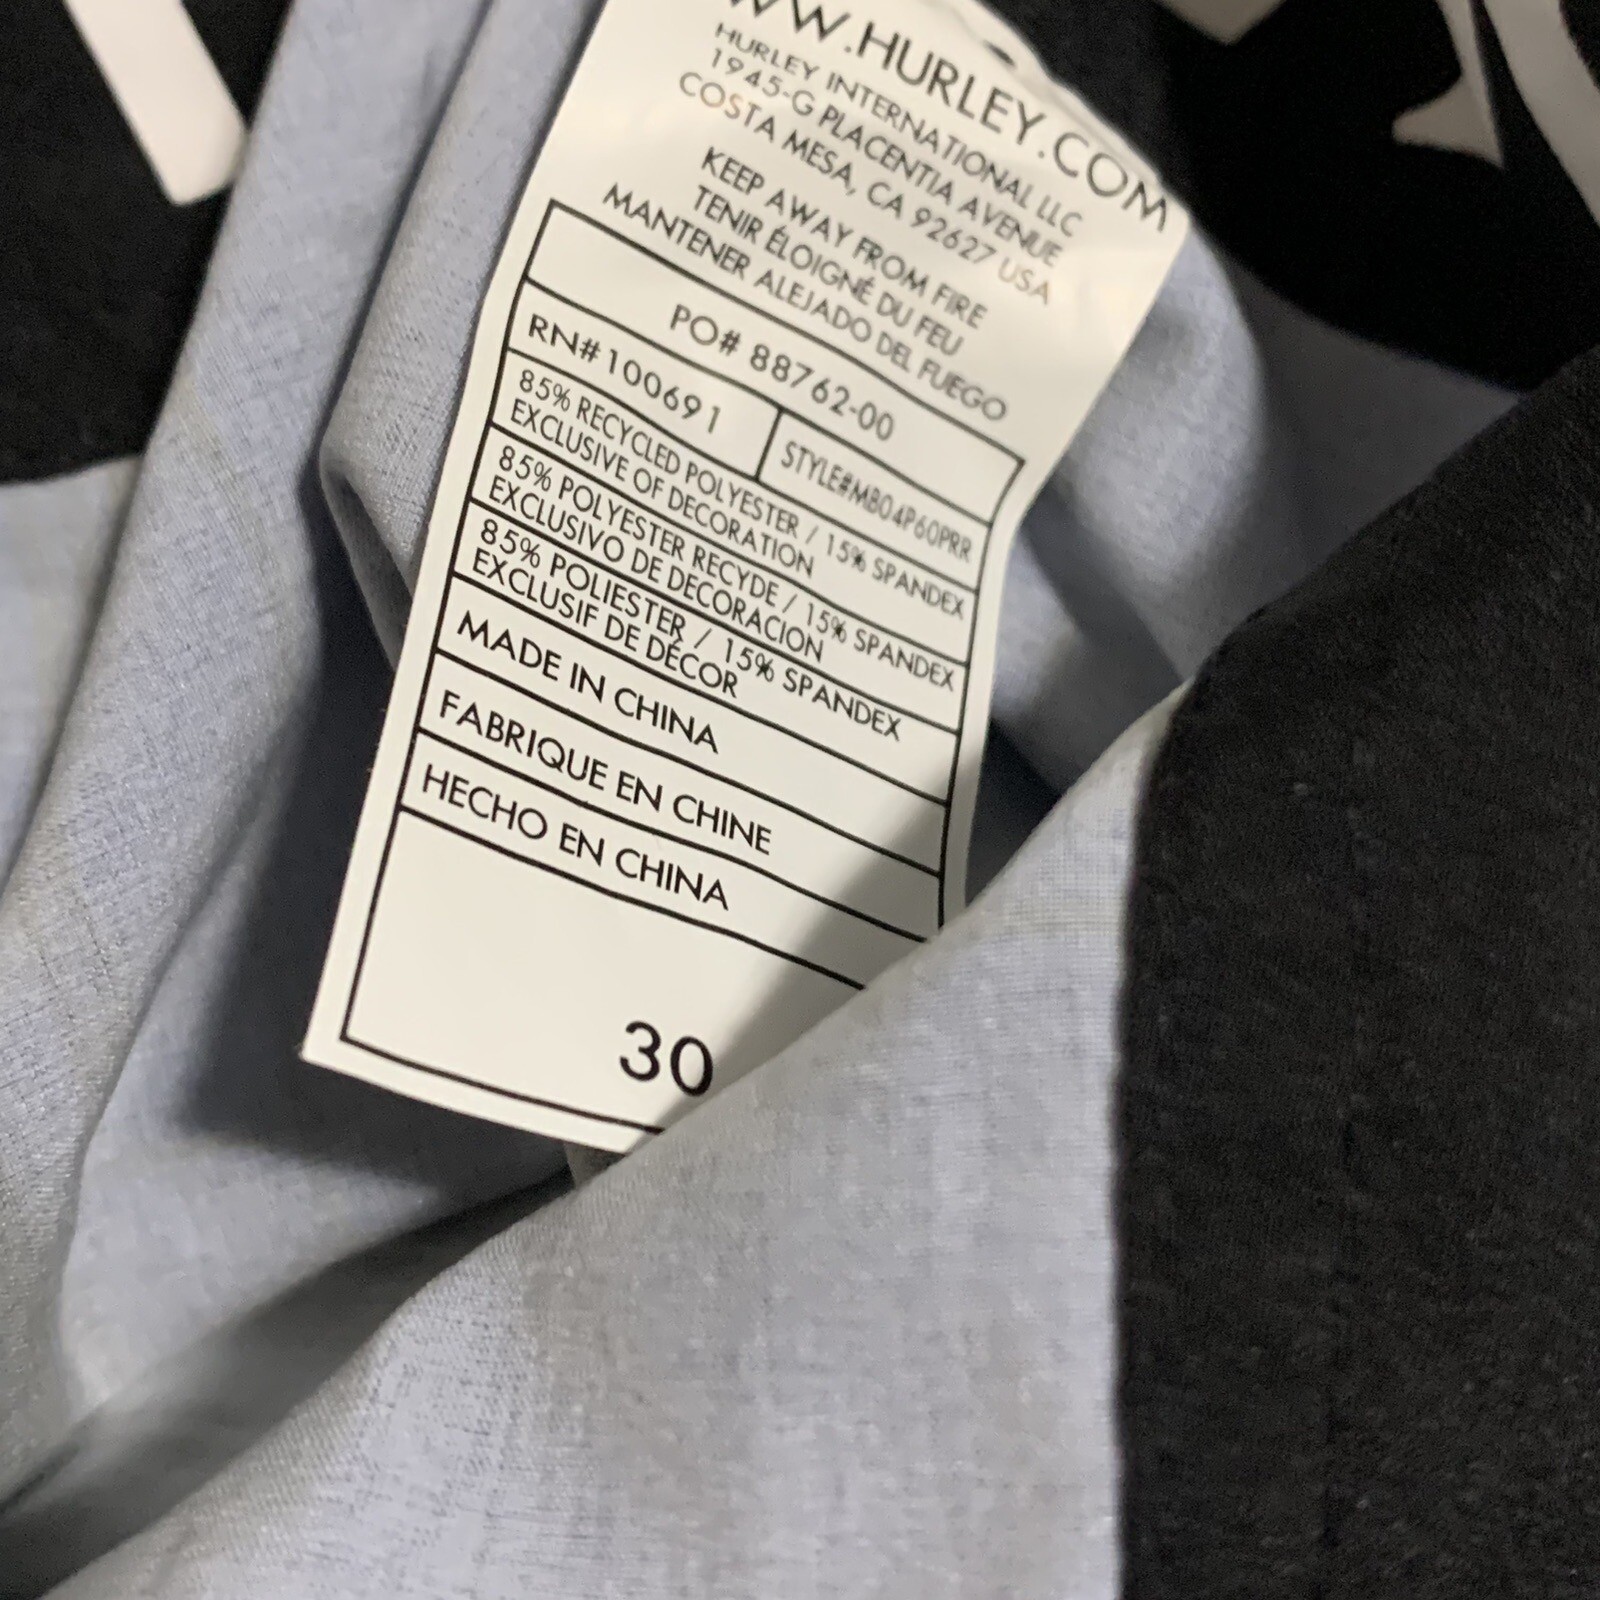 WW.HURLEY.COM
HURLEY INTERNATIONAL LLC
1945-G PLACENTIA AVENUE
COSTA MESA, CA 92627 USA
KEEP AWAY FROM FIRE
TENIR ÉLOIGNÉ DU FEU
MANTENER ALEJADO DEL FUEGO
PO# 88762-00
RN#100691
STYLE#MB04P60PRR
85% RECYCLED POLYESTER / 15% SPANDEX
EXCLUSIVE OF DECORATION
85% POLYESTER RECYDE / 15% SPANDEX
EXCLUSIVO DE DECORACION
85% POLIESTER / 15% SPANDEX
EXCLUSIF DE DÉCOR
MADE IN CHINA
FABRIQUE EN CHINE
HECHO EN CHINA
30